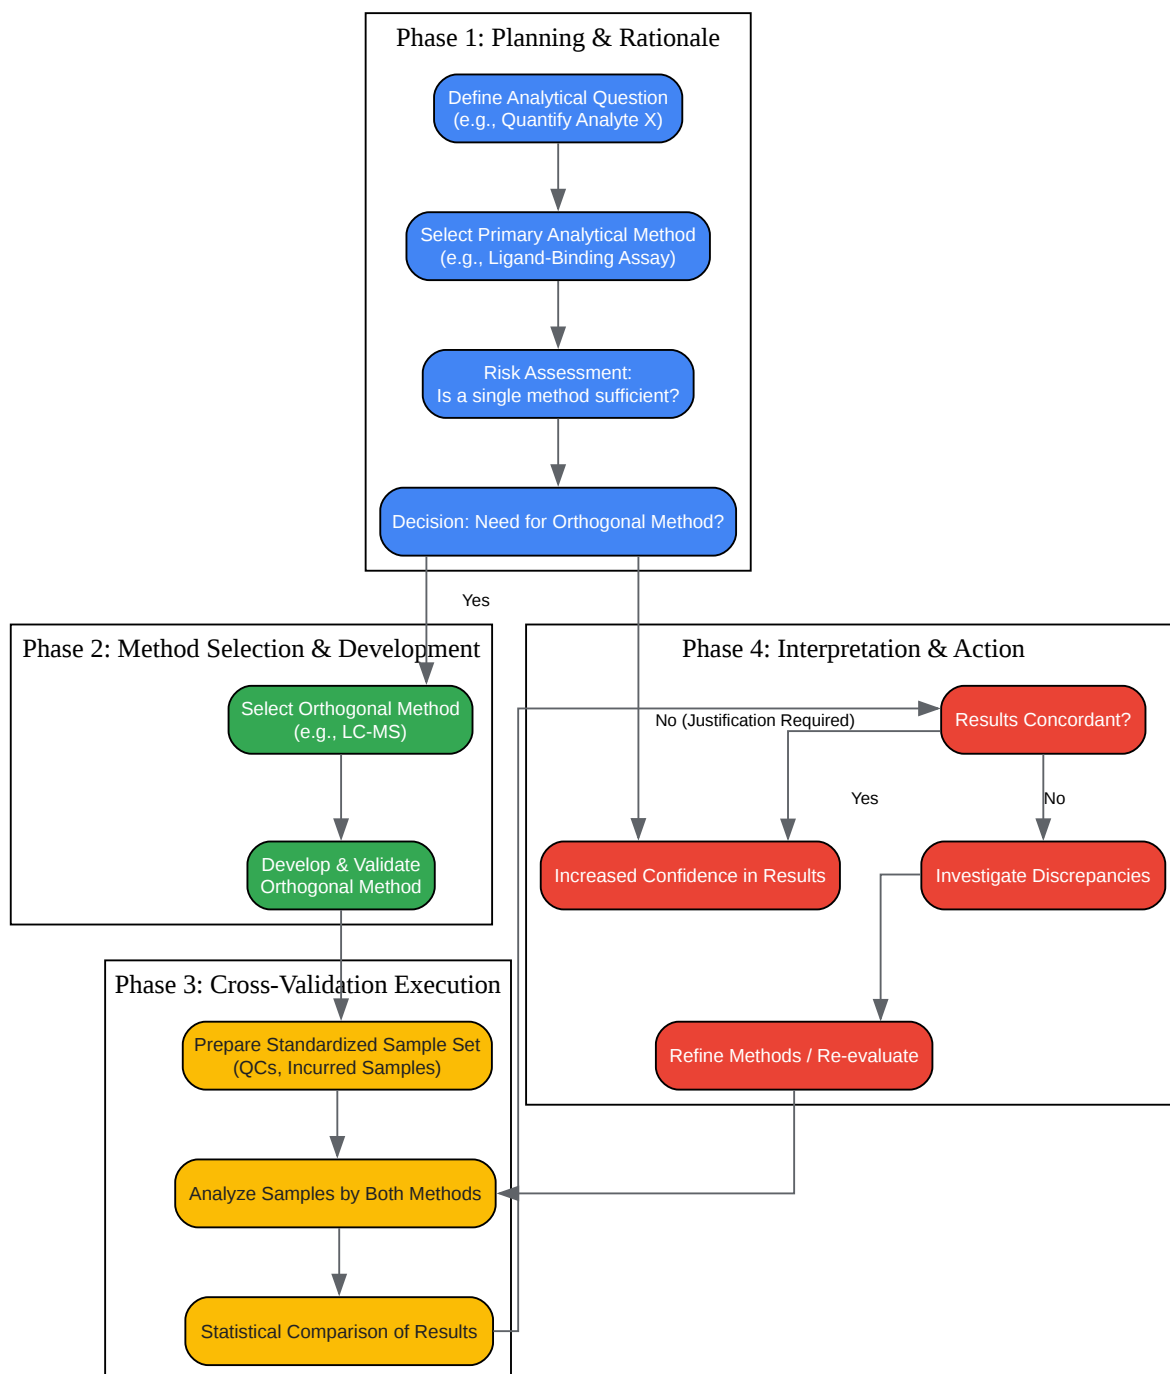 Phase 1: Planning & Rationale
Define Analytical Question
(e.g., Quantify Analyte X)
Select Primary Analytical Method
(e.g., Ligand-Binding Assay)
Risk Assessment:
Is a single method sufficient?
Decision: Need for Orthogonal Method?
Yes
Phase 2: Method Selection & Development
Select Orthogonal Method
(e.g., LC-MS)
Develop & Validate
Orthogonal Method
Phase 3: Cross-Validation Execution
Prepare Standardized Sample Set
(QCs, Incurred Samples)
Analyze Samples by Both Methods
Statistical Comparison of Results
Phase 4: Interpretation & Action
No (Justification Required)
Results Concordant?
Yes
No
Increased Confidence in Results
Investigate Discrepancies
Refine Methods / Re-evaluate